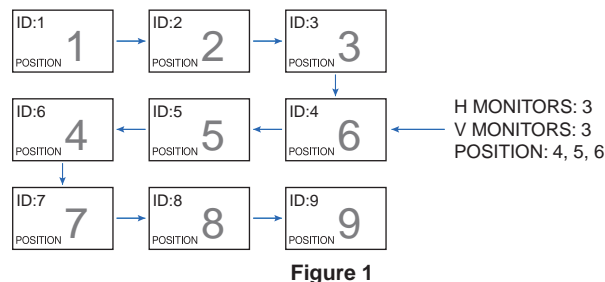 ID:1
POSITION 1
ID:2
POSITION 2
ID:3
POSITION 3
ID:6
POSITION 4
ID:5
POSITION 5
ID:4
POSITION 6
H MONITORS: 3
V MONITORS: 3
POSITION: 4, 5, 6
ID:7
POSITION 7
ID:8
POSITION 8
ID:9
POSITION 9
Figure 1